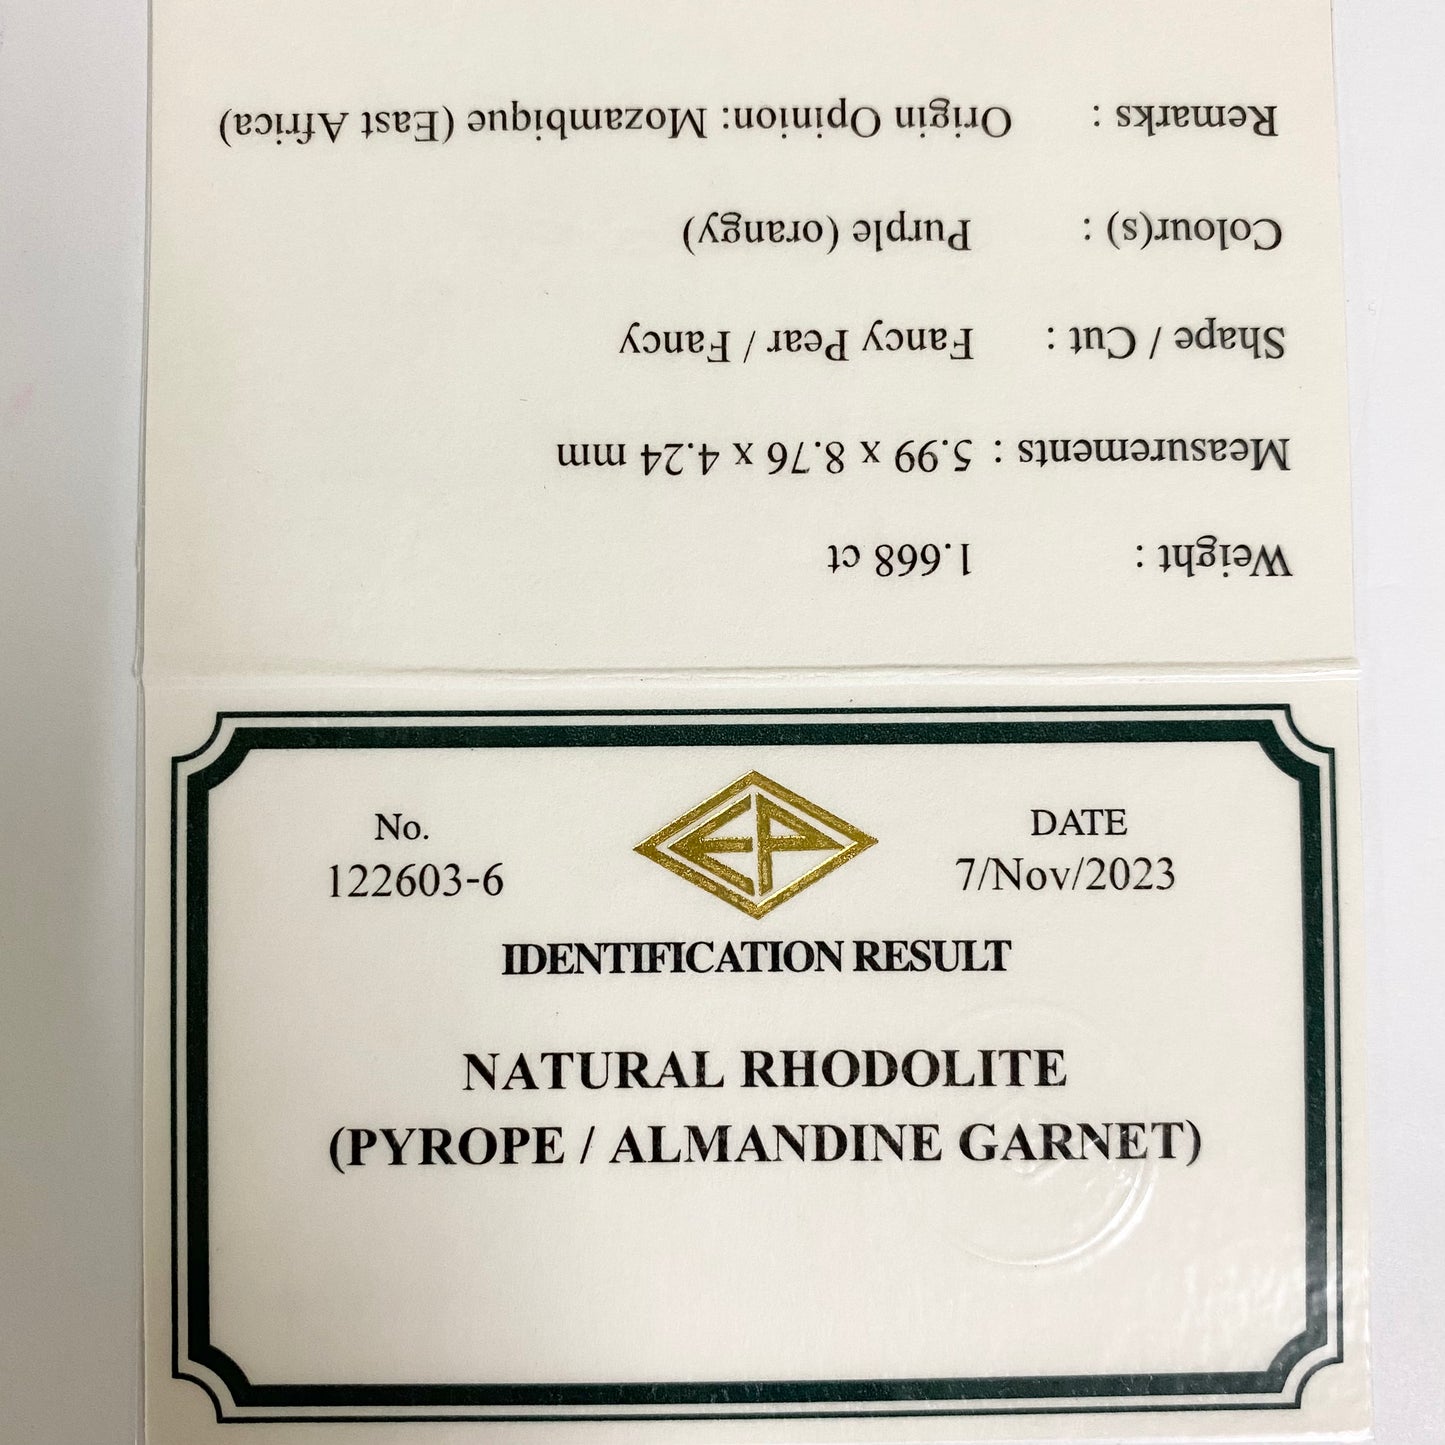 Weight : 1.668 ct
Measurements : 5.99 x 8.76 x 4.24 mm
Shape / Cut : Fancy Pear / Fancy
Colour(s) : Purple (orangy)
Remarks : Origin Opinion: Mozambique (East Africa)
No.
122603-6
EP
DATE
7/Nov/2023
IDENTIFICATION RESULT
NATURAL RHODOLITE
(PYROPE / ALMANDINE GARNET)